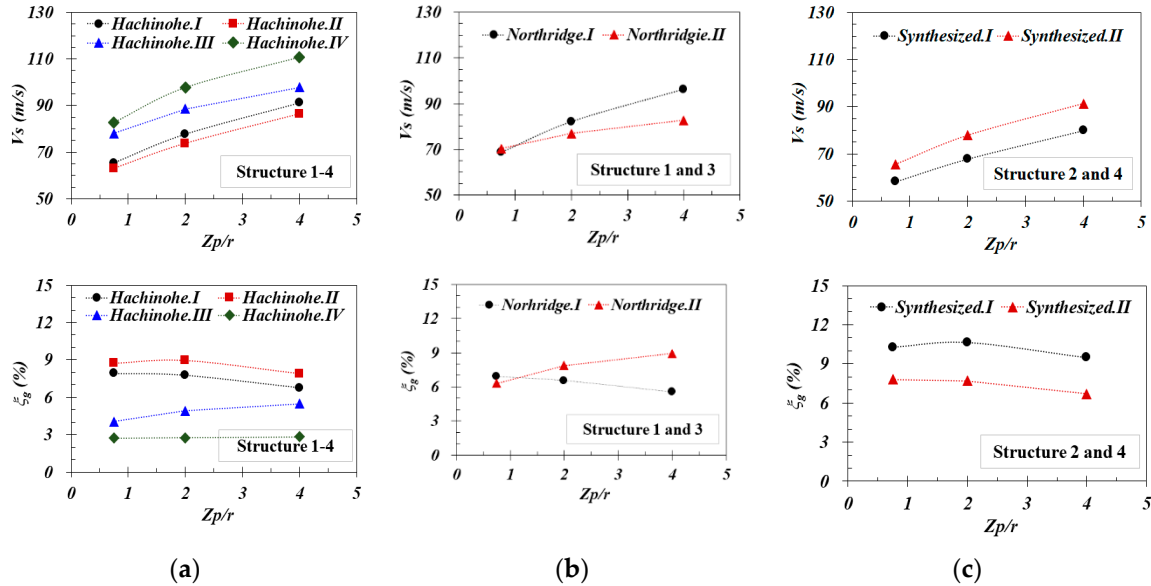 130
110
90
70
50
Vs (m/s)
Hachinohe.I
Hachinohe.II
Hachinohe.III
Hachinohe.IV
Structure 1-4
0 1 2 3 4 5
Zp/r
130
110
90
70
50
Vs (m/s)
Northridge.I
Northridgie.II
Structure 1 and 3
0 1 2 3 4 5
Zp/r
130
110
90
70
50
Vs (m/s)
Synthesized.I
Synthesized.II
Structure 2 and 4
0 1 2 3 4 5
Zp/r
15
12
9
6
3
0
ξg (%)
Hachinohe.I
Hachinohe.II
Hachinohe.III
Hachinohe.IV
Structure 1-4
0 1 2 3 4 5
Zp/r
15
12
9
6
3
0
ξg (%)
Norhridge.I
Northridge.II
Structure 1 and 3
0 1 2 3 4 5
Zp/r
15
12
9
6
3
0
ξg (%)
Synthesized.I
Synthesized.II
Structure 2 and 4
0 1 2 3 4 5
Zp/r
(a)
(b)
(c)